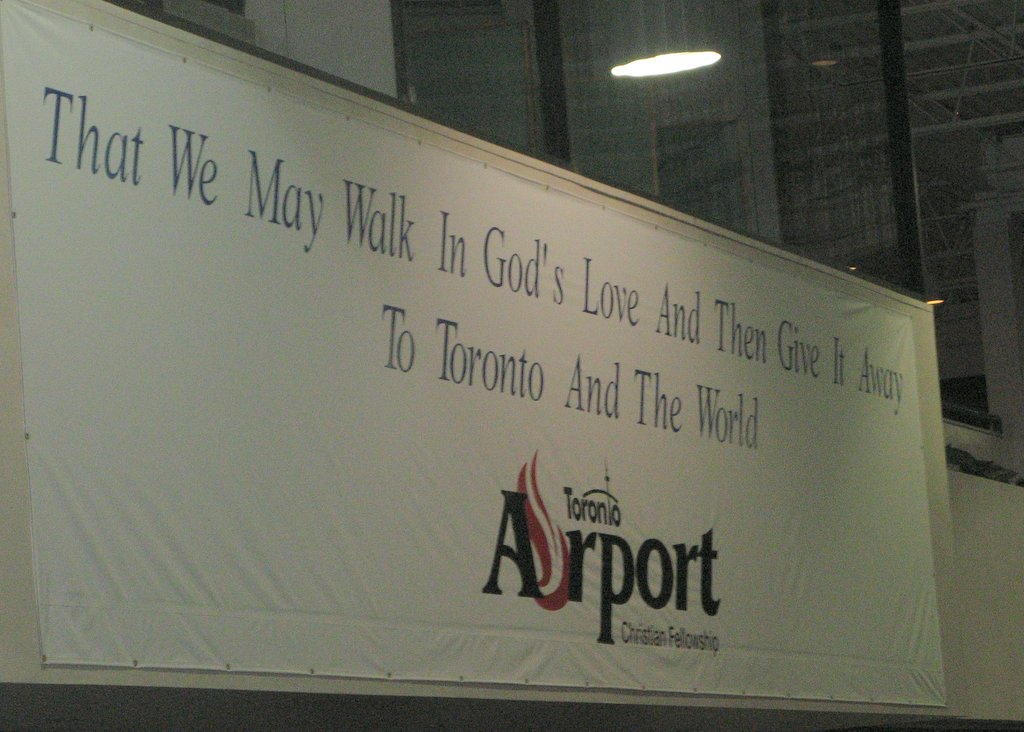 That We May Walk In God's Love And Then Give It Away
To Toronto And The World
Toronto
Airport
Christian Fellowship